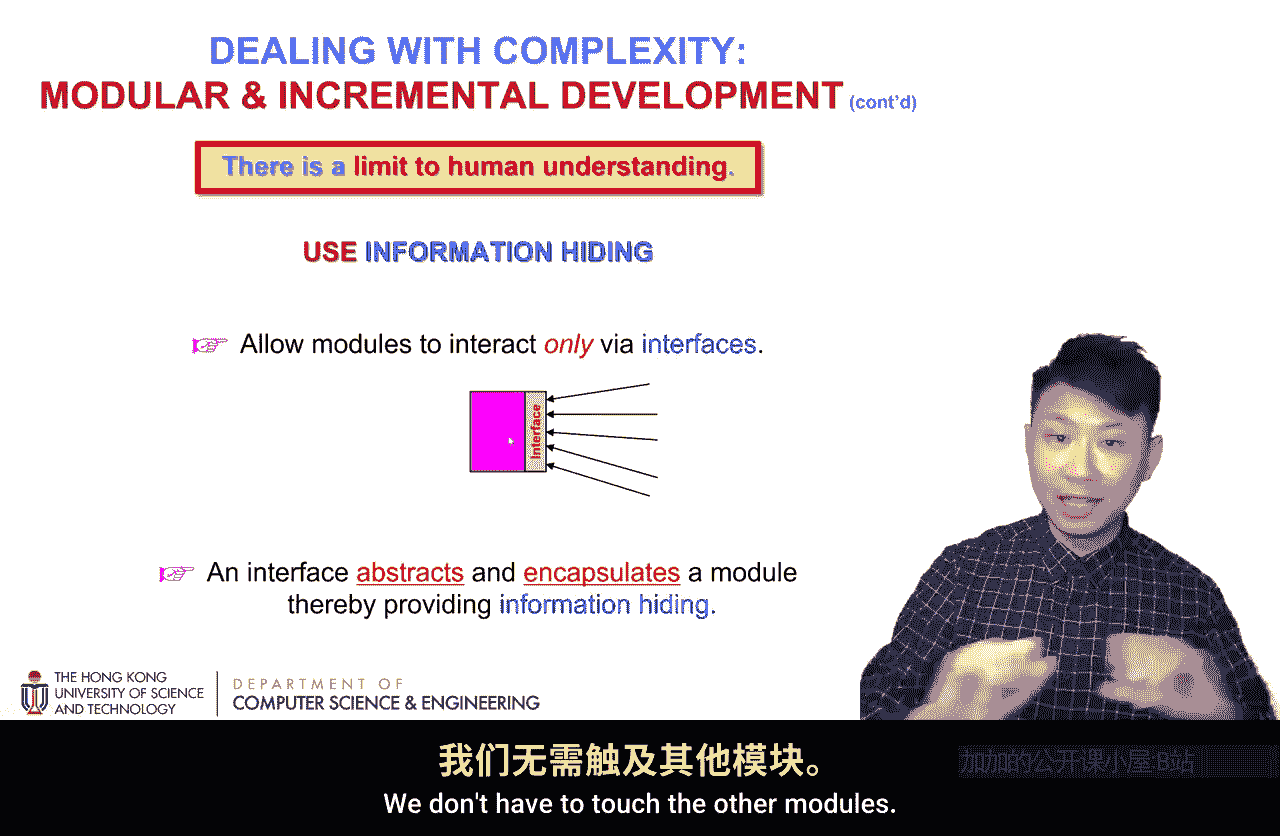 DEALING WITH COMPLEXITY:
MODULAR & INCREMENTAL DEVELOPMENT (cont'd)
There is a limit to human understanding.
USE INFORMATION HIDING
☞ Allow modules to interact only via interfaces.
Interface
☞ An interface abstracts and encapsulates a module
thereby providing information hiding.
THE HONG KONG
UNIVERSITY OF SCIENCE
AND TECHNOLOGY
DEPARTMENT OF
COMPUTER SCIENCE & ENGINEERING
我们无需触及其他模块。
加加的公开课小屋 B站
We don't have to touch the other modules.